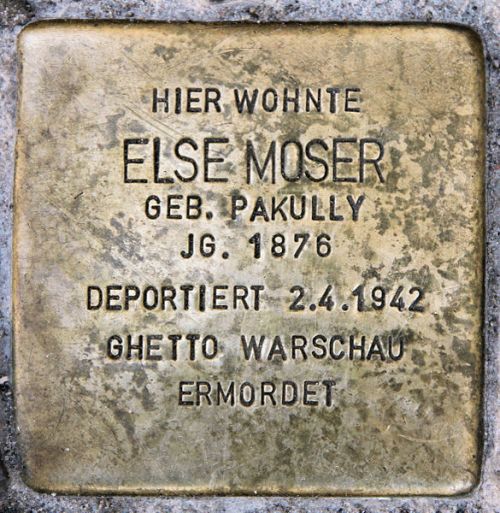 HIER WOHNTE
ELSE MOSER
GEB. PAKULLY
JG. 1876
DEPORTIERT 2.4.1942
GHETTO WARSCHAU
ERMORDET